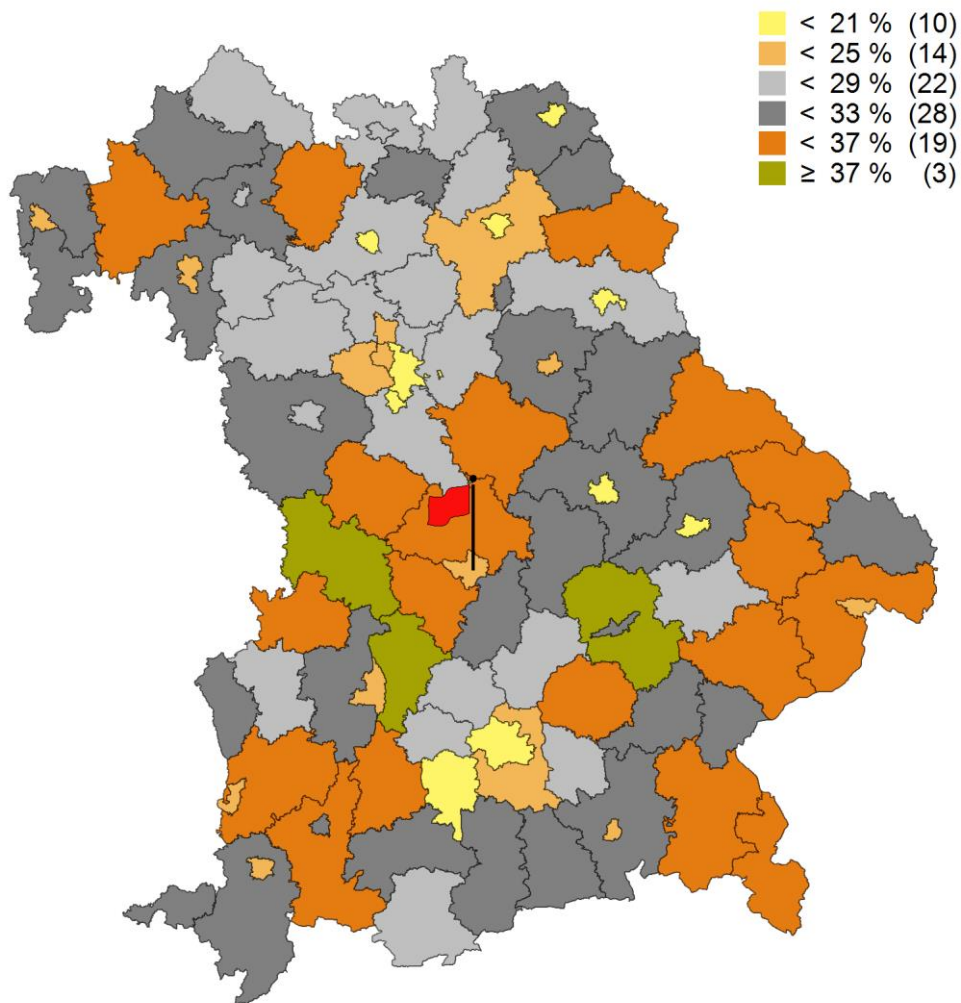 < 21 % (10)
< 25 % (14)
< 29 % (22)
< 33 % (28)
< 37 % (19)
≥ 37 % (3)